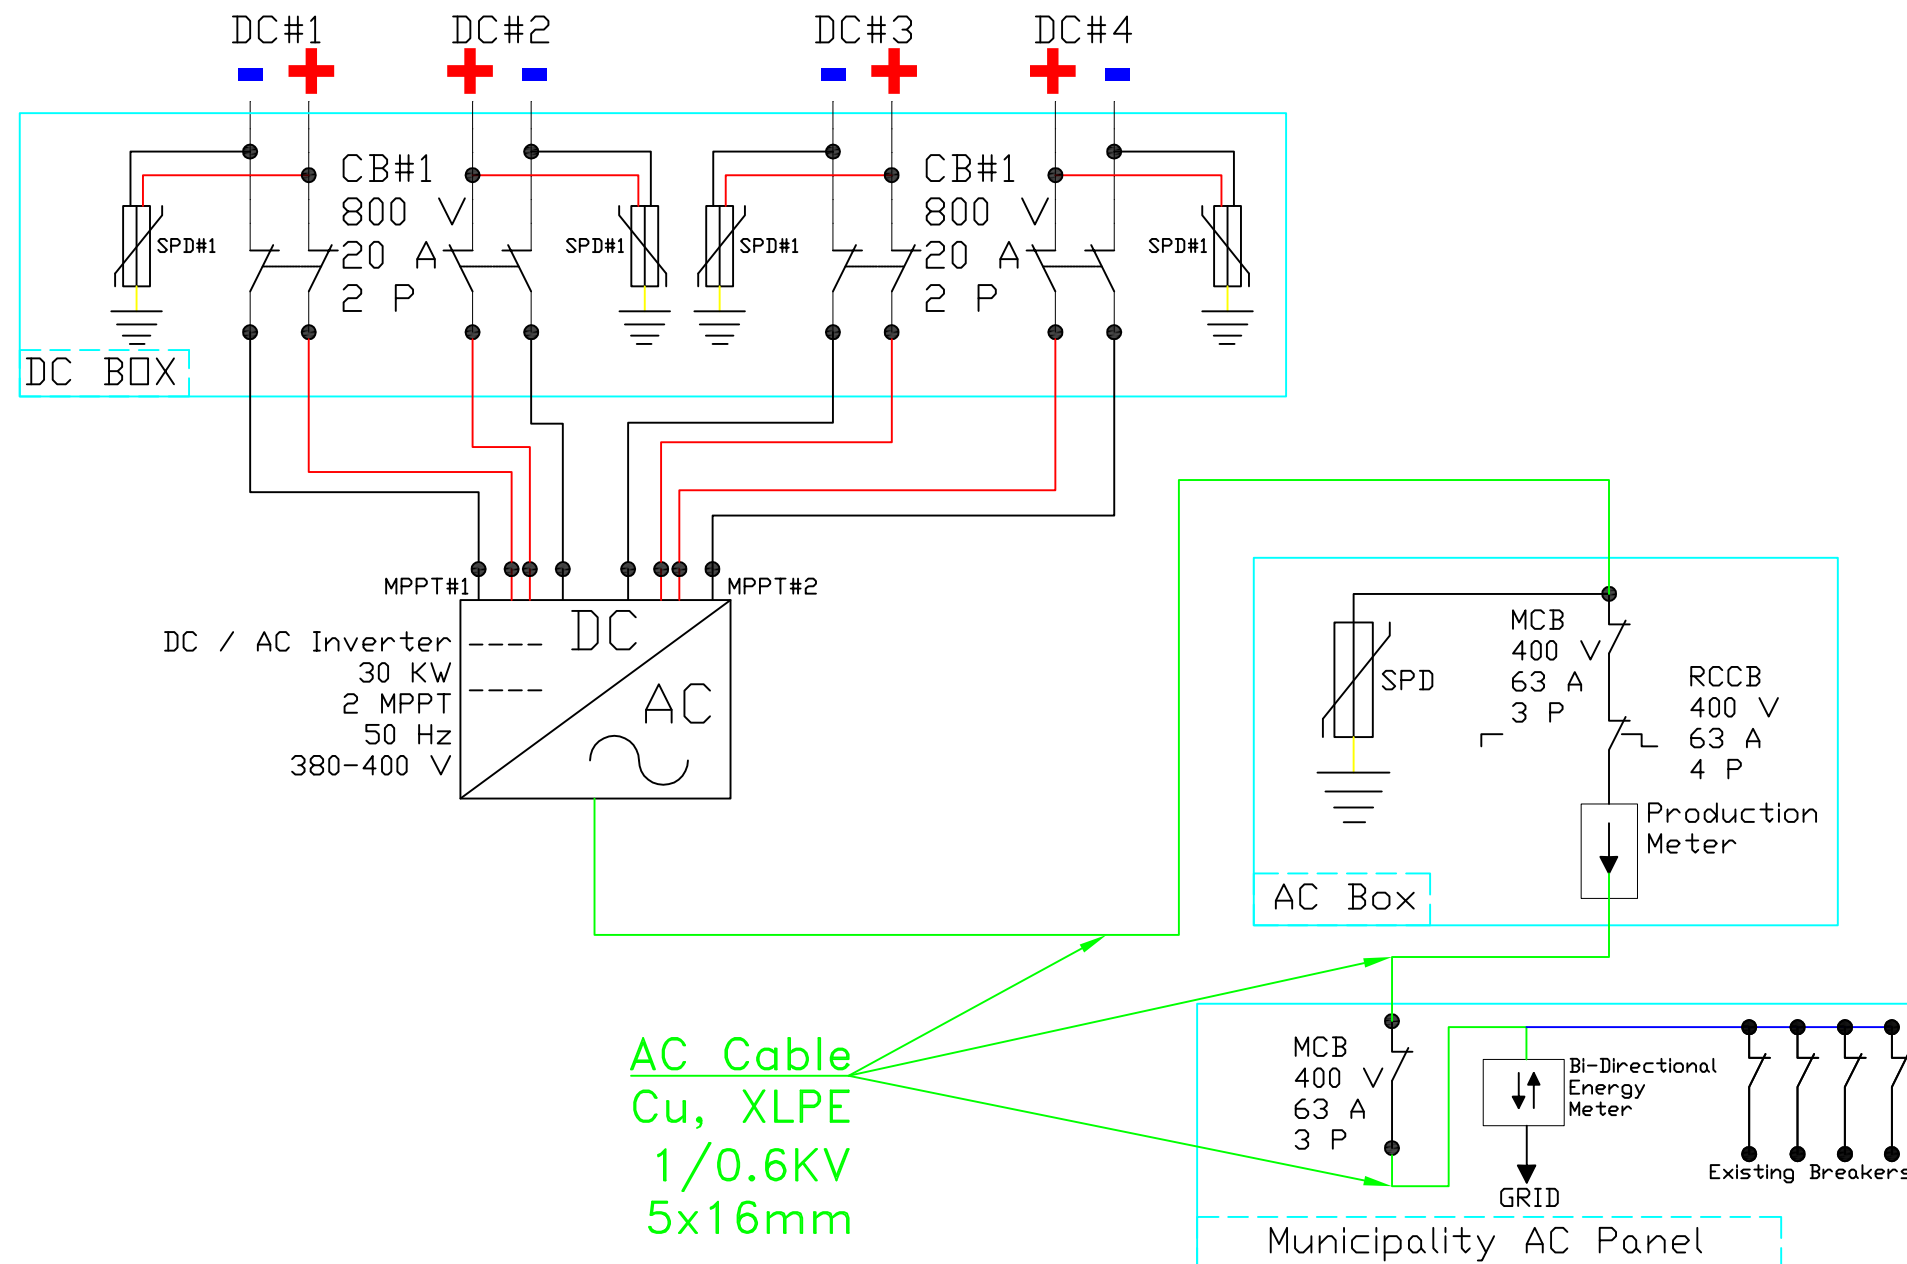 DC#1
DC#2
DC#3
DC#4
CB#1
800 V
20 A
2 P
CB#1
800 V
20 A
2 P
SPD#1
SPD#1
SPD#1
SPD#1
DC BOX
MPPT#1
MPPT#2
DC / AC Inverter
30 KW
2 MPPT
50 Hz
380-400 V
DC
AC
MCB
400 V
63 A
3 P
SPD
RCCB
400 V
63 A
4 P
Production
Meter
AC Box
AC Cable
Cu, XLPE
1/0.6KV
5x16mm
MCB
400 V
63 A
3 P
Bi-Directional
Energy
Meter
GRID
Existing Breakers
Municipality AC Panel